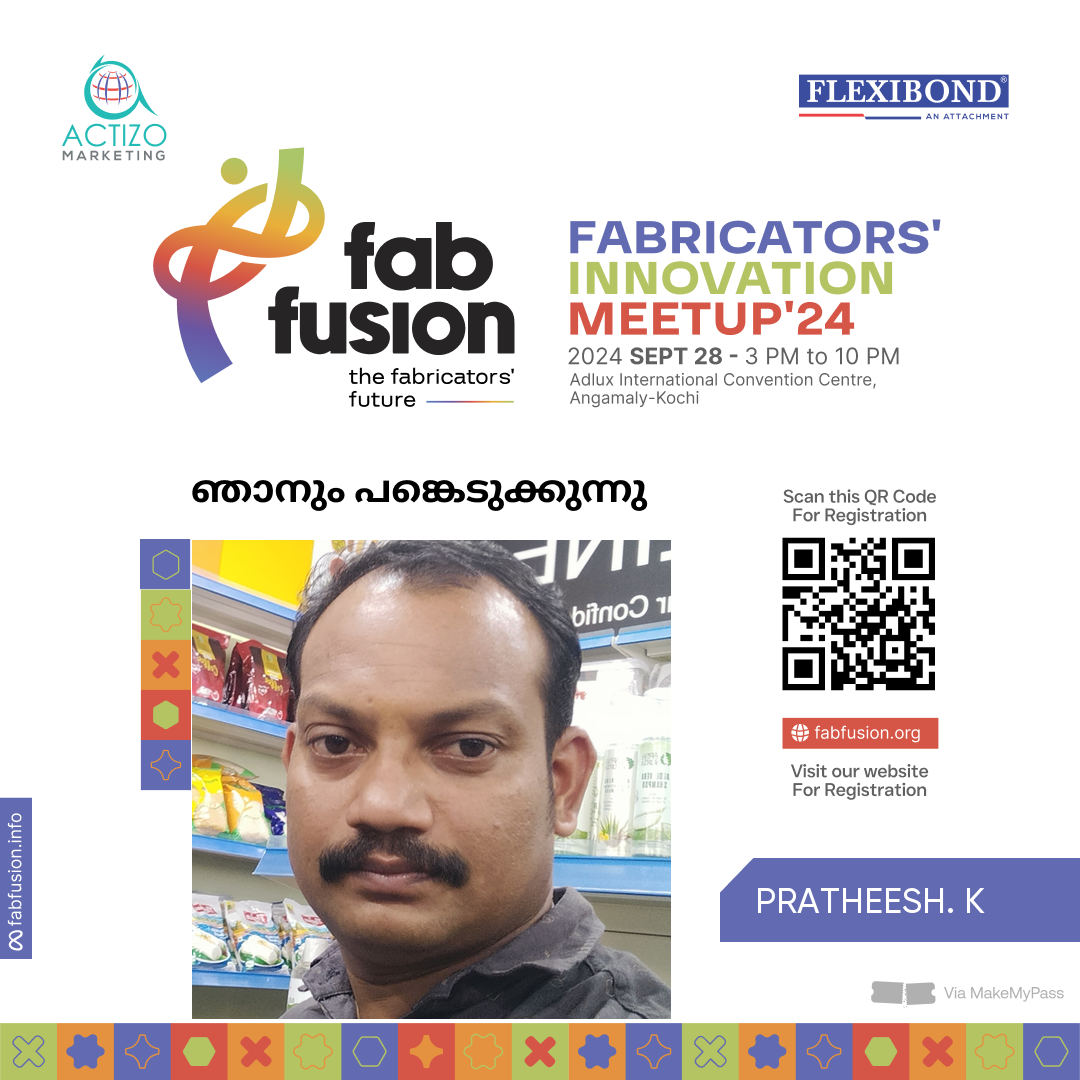 ACTIZO
MARKETING
FLEXIBOND®
AN ATTACHMENT
fab
fusion
the fabricators'
future
FABRICATORS'
INNOVATION
MEETUP'24
2024 SEPT 28 - 3 PM to 10 PM
Adlux International Convention Centre,
Angamaly-Kochi
ഞാനും പങ്കെടുക്കുന്നു
Scan this QR Code
For Registration
fabfusion.org
Visit our website
For Registration
fabfusion.info
PRATHEESH. K
Via MakeMyPass